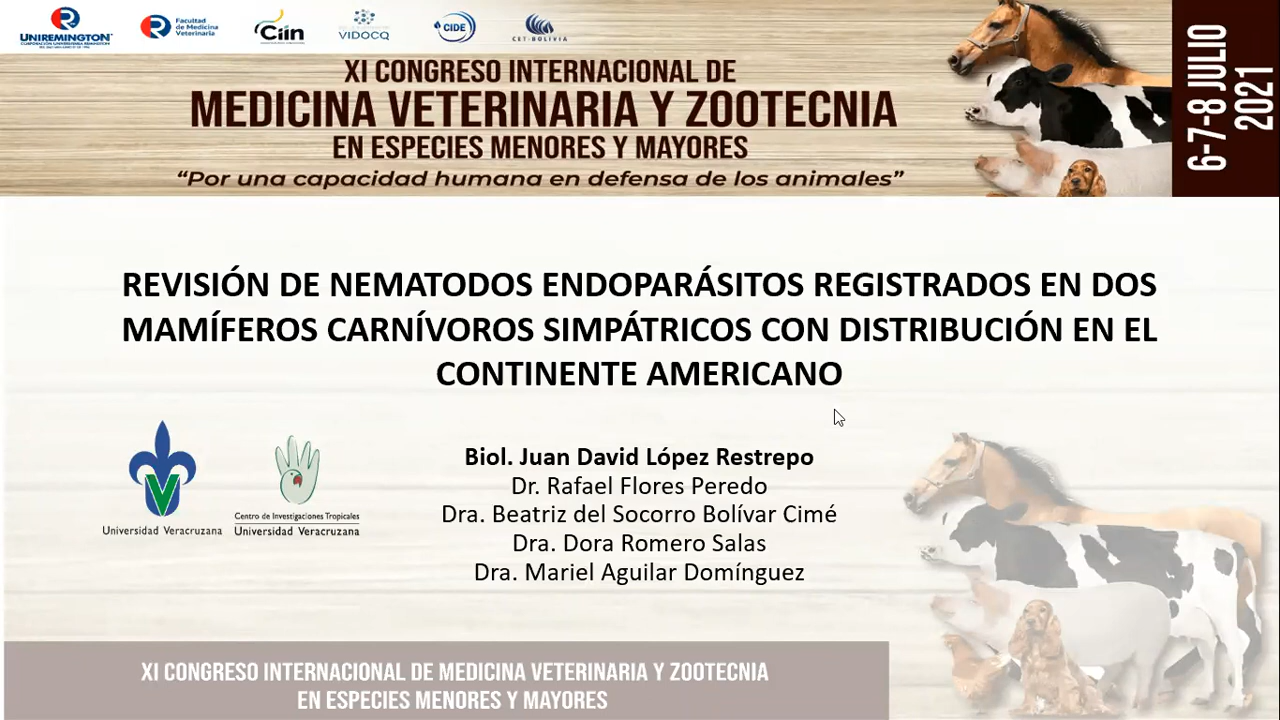 UNIREMINGTON
CORPORACIÓN UNIVERSITARIA REMINGTON
Facultad
de Medicina
Veterinaria
Ciin
VIDOCQ
CIDE
CET-BOLIVIA
XI CONGRESO INTERNACIONAL DE
MEDICINA VETERINARIA Y ZOOTECNIA
EN ESPECIES MENORES Y MAYORES
“Por una capacidad humana en defensa de los animales”
6-7-8 JULIO
2021
REVISIÓN DE NEMATODOS ENDOPARÁSITOS REGISTRADOS EN DOS
MAMÍFEROS CARNÍVOROS SIMPÁTRICOS CON DISTRIBUCIÓN EN EL
CONTINENTE AMERICANO
Universidad Veracruzana
Centro de Investigaciones Tropicales
Universidad Veracruzana
Biol. Juan David López Restrepo
Dr. Rafael Flores Peredo
Dra. Beatriz del Socorro Bolívar Cimé
Dra. Dora Romero Salas
Dra. Mariel Aguilar Domínguez
XI CONGRESO INTERNACIONAL DE MEDICINA VETERINARIA Y ZOOTECNIA
EN ESPECIES MENORES Y MAYORES